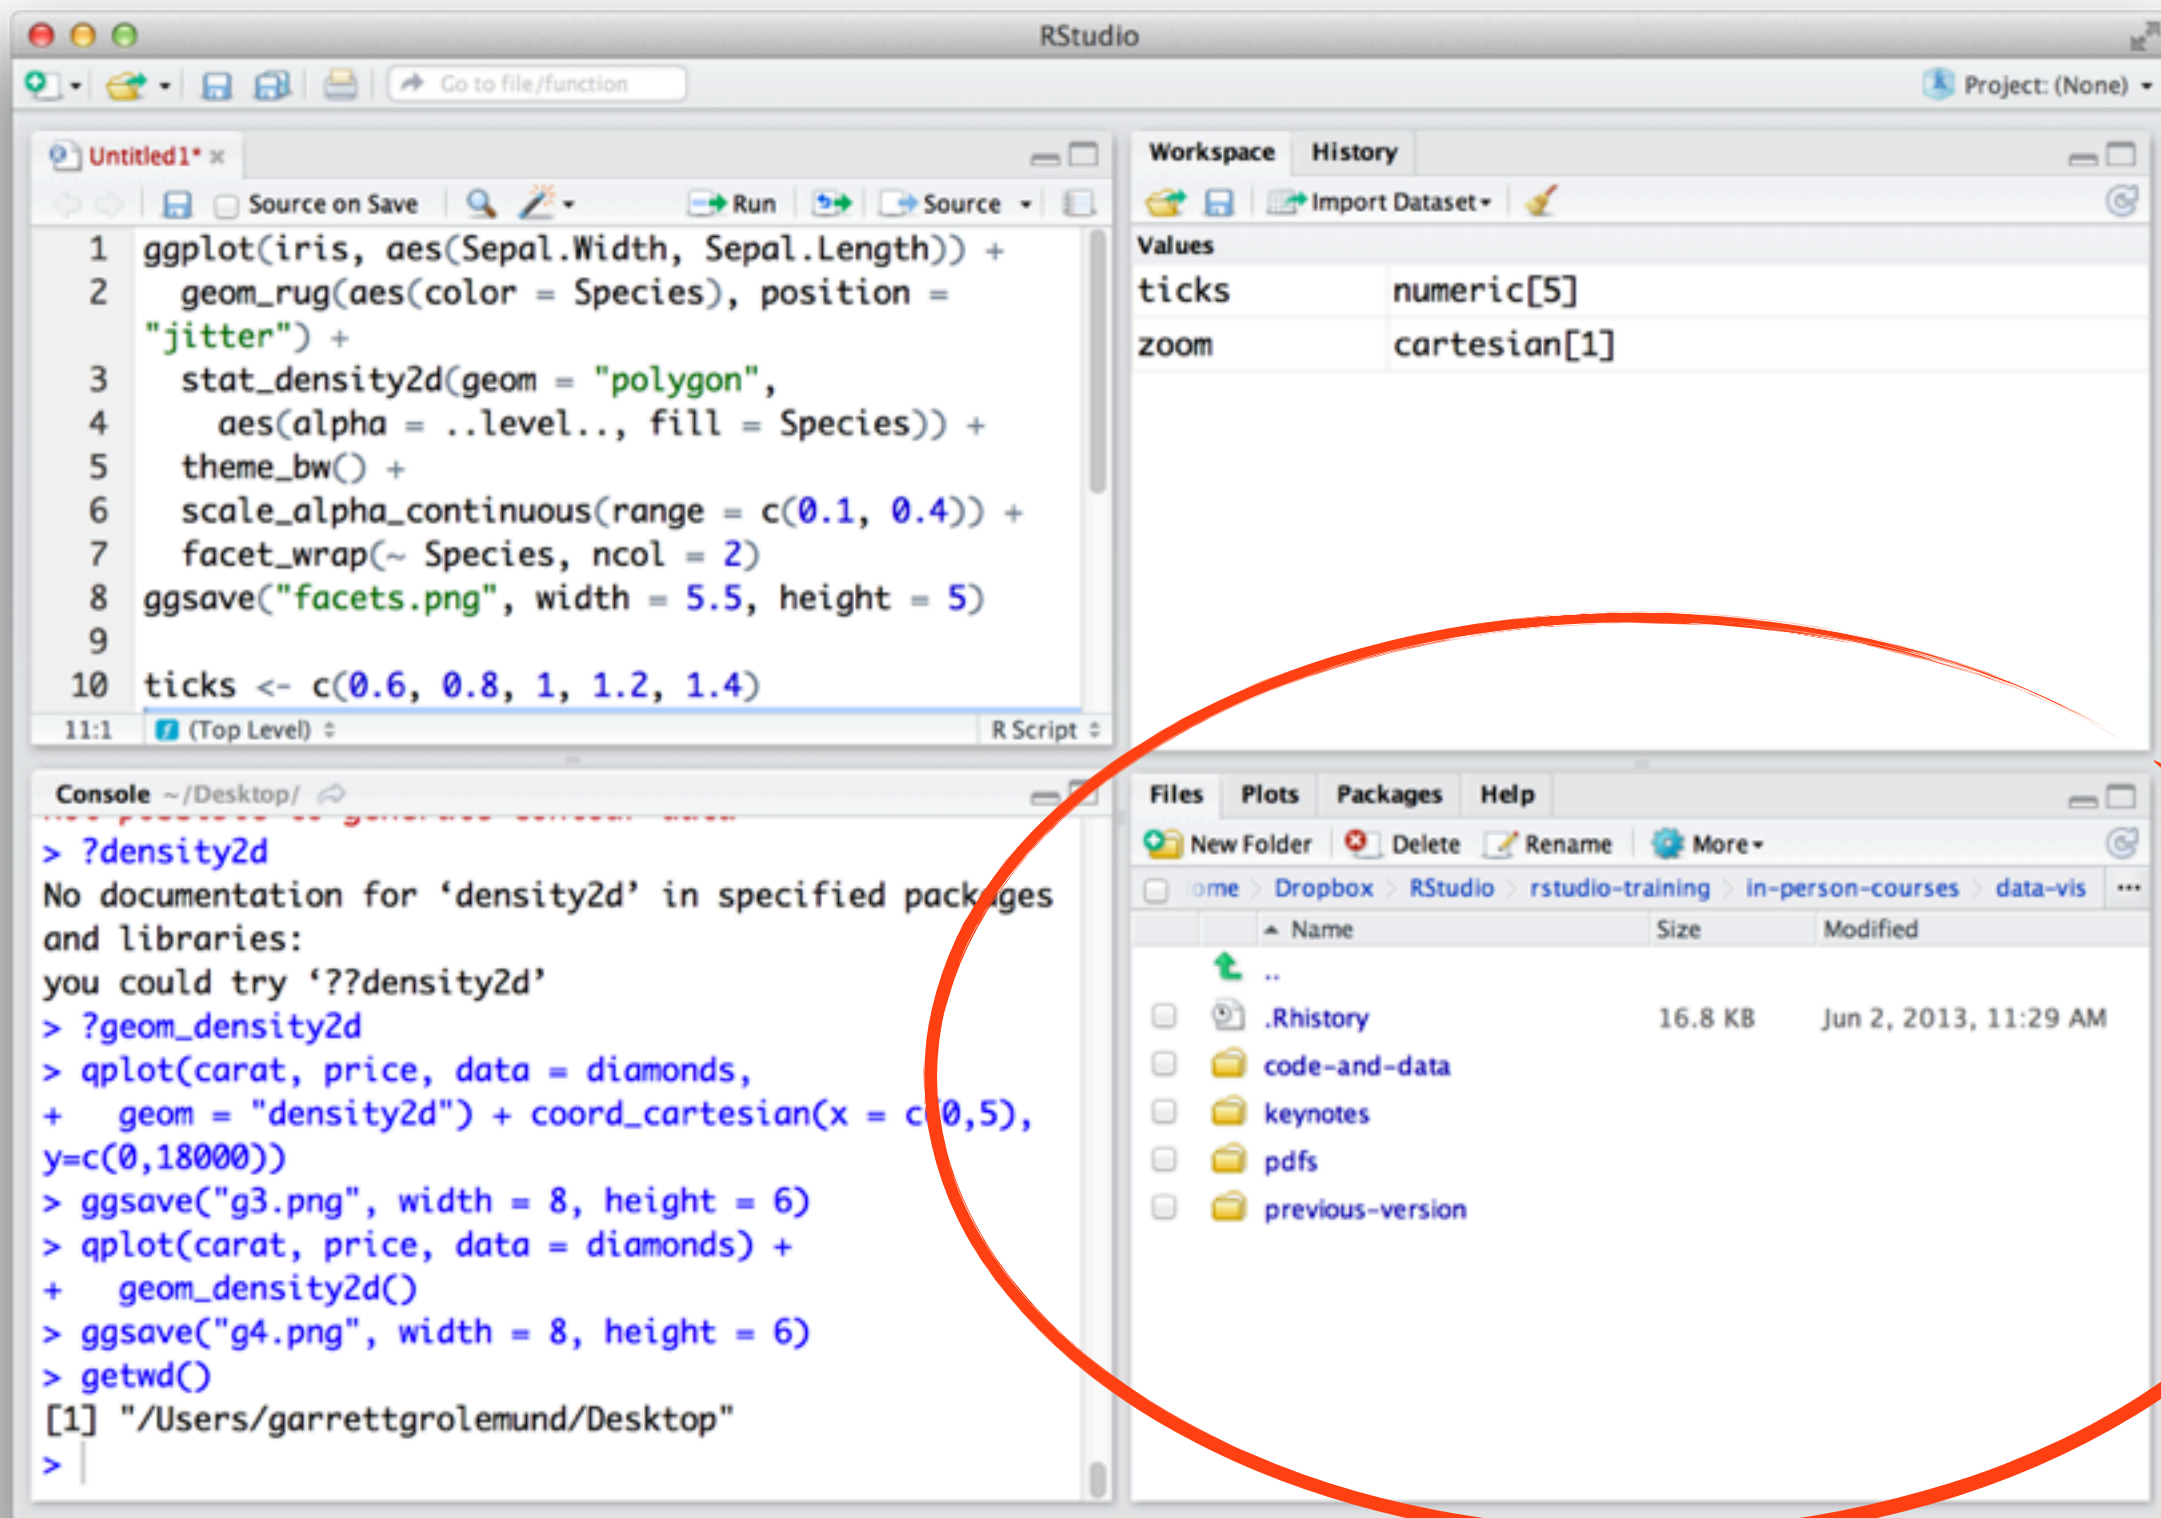 RStudio
Go to file/function
Project: (None)
Untitled1*
Source on Save
Run
Source
1 ggplot(iris, aes(Sepal.Width, Sepal.Length)) +
2 geom_rug(aes(color = Species), position =
"jitter") +
3 stat_density2d(geom = "polygon",
4 aes(alpha = ..level.., fill = Species)) +
5 theme_bw() +
6 scale_alpha_continuous(range = c(0.1, 0.4)) +
7 facet_wrap(~ Species, ncol = 2)
8 ggsave("facets.png", width = 5.5, height = 5)
9
10 ticks <- c(0.6, 0.8, 1, 1.2, 1.4)
11:1 (Top Level) R Script
Workspace History
Import Dataset
Values
ticks numeric[5]
zoom cartesian[1]
Console ~/Desktop/
> ?density2d
No documentation for ‘density2d’ in specified packages
and libraries:
you could try ‘??density2d’
> ?geom_density2d
> qplot(carat, price, data = diamonds,
+ geom = "density2d") + coord_cartesian(x = c(0,5),
y=c(0,18000))
> ggsave("g3.png", width = 8, height = 6)
> qplot(carat, price, data = diamonds) +
+ geom_density2d()
> ggsave("g4.png", width = 8, height = 6)
> getwd()
[1] "/Users/garrettgrolemund/Desktop"
>
Files Plots Packages Help
New Folder Delete Rename More
ome Dropbox RStudio rstudio-training in-person-courses data-vis ...
Name Size Modified
..
.Rhistory 16.8 KB Jun 2, 2013, 11:29 AM
code-and-data
keynotes
pdfs
previous-version